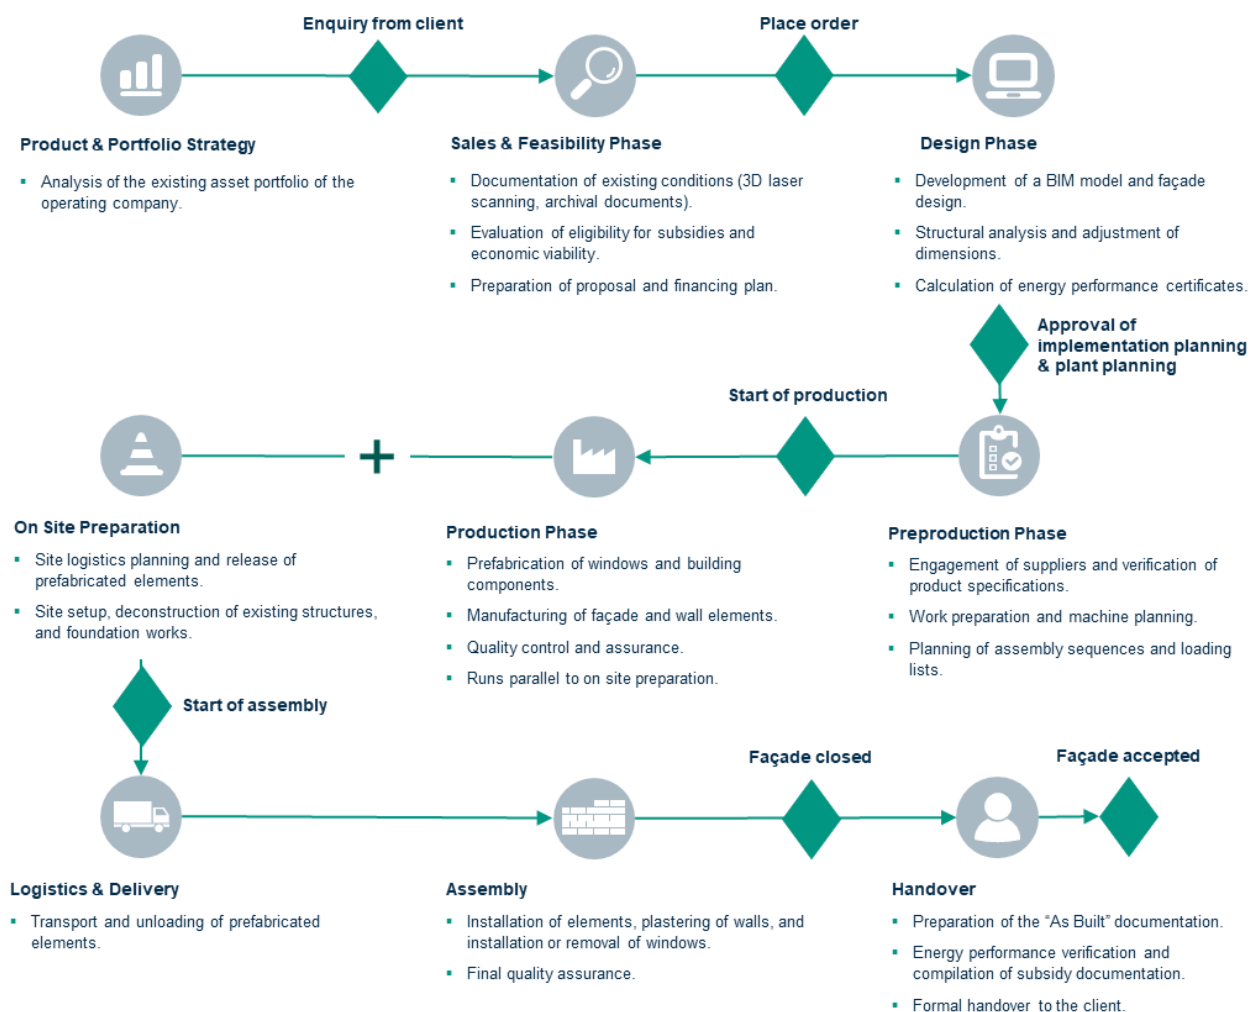 Enquiry from client
Place order
Product & Portfolio Strategy
▪ Analysis of the existing asset portfolio of the
operating company.
Sales & Feasibility Phase
▪ Documentation of existing conditions (3D laser
scanning, archival documents).
▪ Evaluation of eligibility for subsidies and
economic viability.
▪ Preparation of proposal and financing plan.
Design Phase
▪ Development of a BIM model and façade
design.
▪ Structural analysis and adjustment of
dimensions.
▪ Calculation of energy performance certificates.
Approval of
implementation planning
& plant planning
Start of production
Preproduction Phase
▪ Engagement of suppliers and verification of
product specifications.
▪ Work preparation and machine planning.
▪ Planning of assembly sequences and loading
lists.
Production Phase
▪ Prefabrication of windows and building
components.
▪ Manufacturing of façade and wall elements.
▪ Quality control and assurance.
▪ Runs parallel to on site preparation.
+
On Site Preparation
▪ Site logistics planning and release of
prefabricated elements.
▪ Site setup, deconstruction of existing structures,
and foundation works.
Start of assembly
Façade closed
Façade accepted
Logistics & Delivery
▪ Transport and unloading of prefabricated
elements.
Assembly
▪ Installation of elements, plastering of walls, and
installation or removal of windows.
▪ Final quality assurance.
Handover
▪ Preparation of the “As Built” documentation.
▪ Energy performance verification and
compilation of subsidy documentation.
▪ Formal handover to the client.